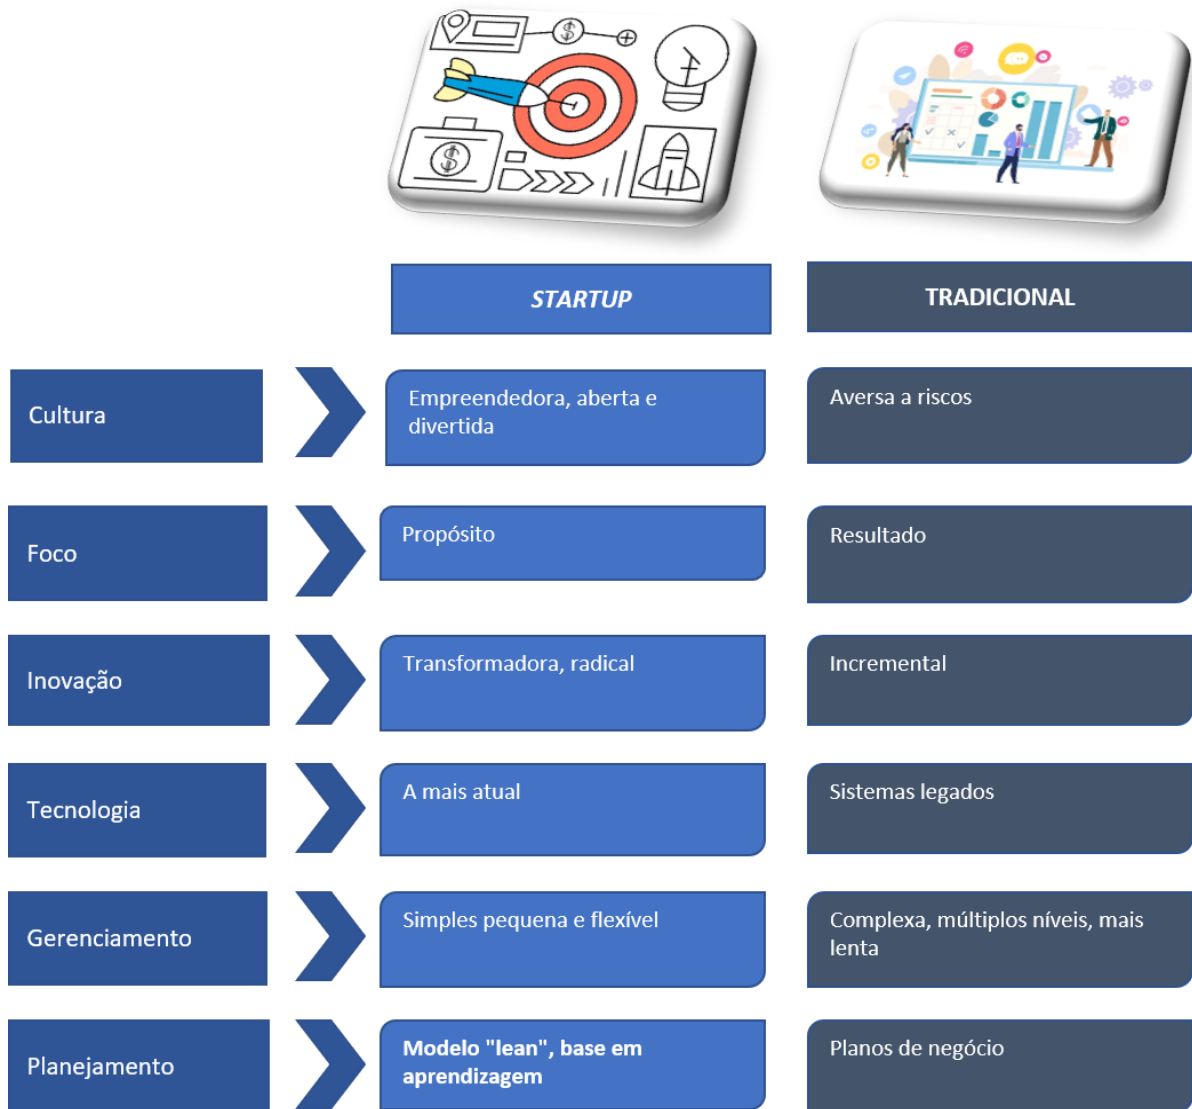 STARTUP
TRADICIONAL
Cultura
Empreendedora, aberta e
divertida
Aversa a riscos
Foco
Propósito
Resultado
Inovação
Transformadora, radical
Incremental
Tecnologia
A mais atual
Sistemas legados
Gerenciamento
Simples pequena e flexível
Complexa, múltiplos níveis, mais
lenta
Planejamento
Modelo "lean", base em
aprendizagem
Planos de negócio